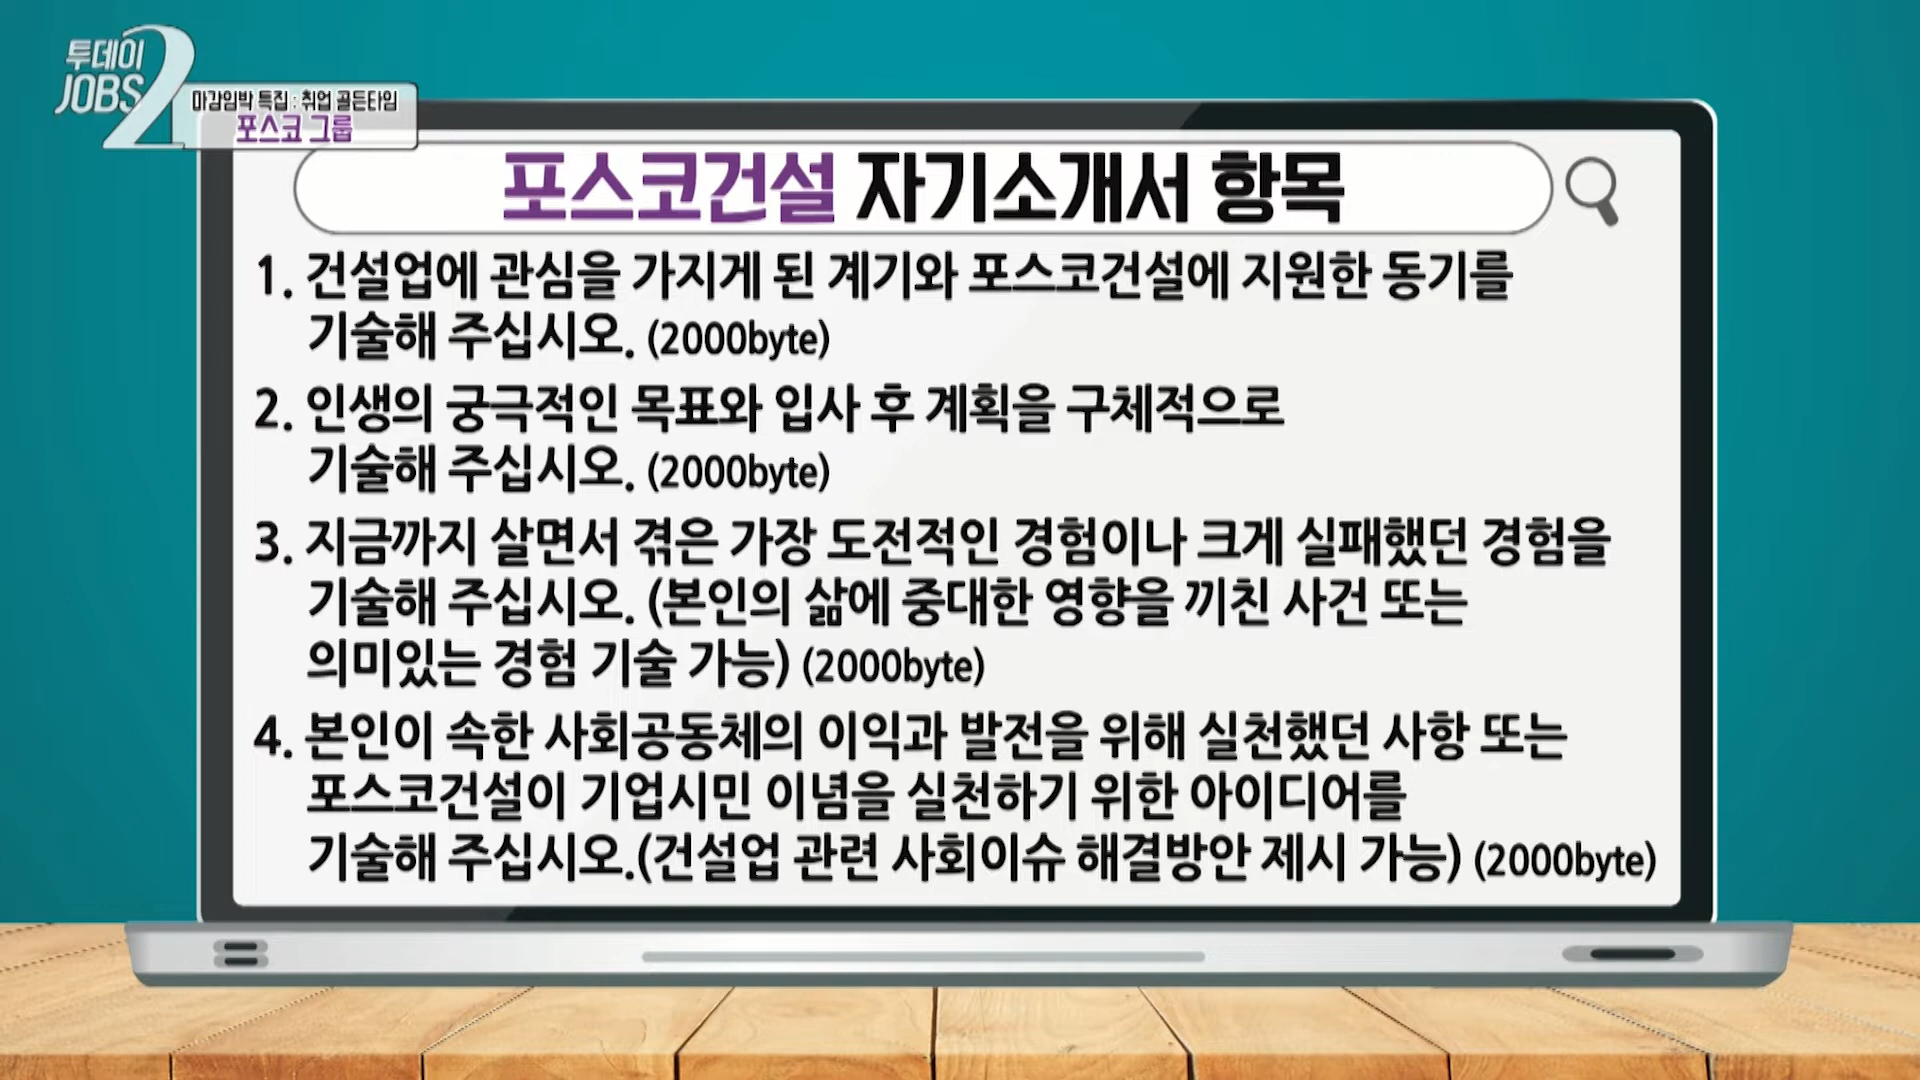 투데이
JOBS 2
마감임박 특집 : 취업 골든타임
포스코 그룹
포스코건설 자기소개서 항목
1. 건설업에 관심을 가지게 된 계기와 포스코건설에 지원한 동기를
기술해 주십시오. (2000byte)
2. 인생의 궁극적인 목표와 입사 후 계획을 구체적으로
기술해 주십시오. (2000byte)
3. 지금까지 살면서 겪은 가장 도전적인 경험이나 크게 실패했던 경험을
기술해 주십시오. (본인의 삶에 중대한 영향을 끼친 사건 또는
의미있는 경험 기술 가능) (2000byte)
4. 본인이 속한 사회공동체의 이익과 발전을 위해 실천했던 사항 또는
포스코건설이 기업시민 이념을 실천하기 위한 아이디어를
기술해 주십시오.(건설업 관련 사회이슈 해결방안 제시 가능) (2000byte)